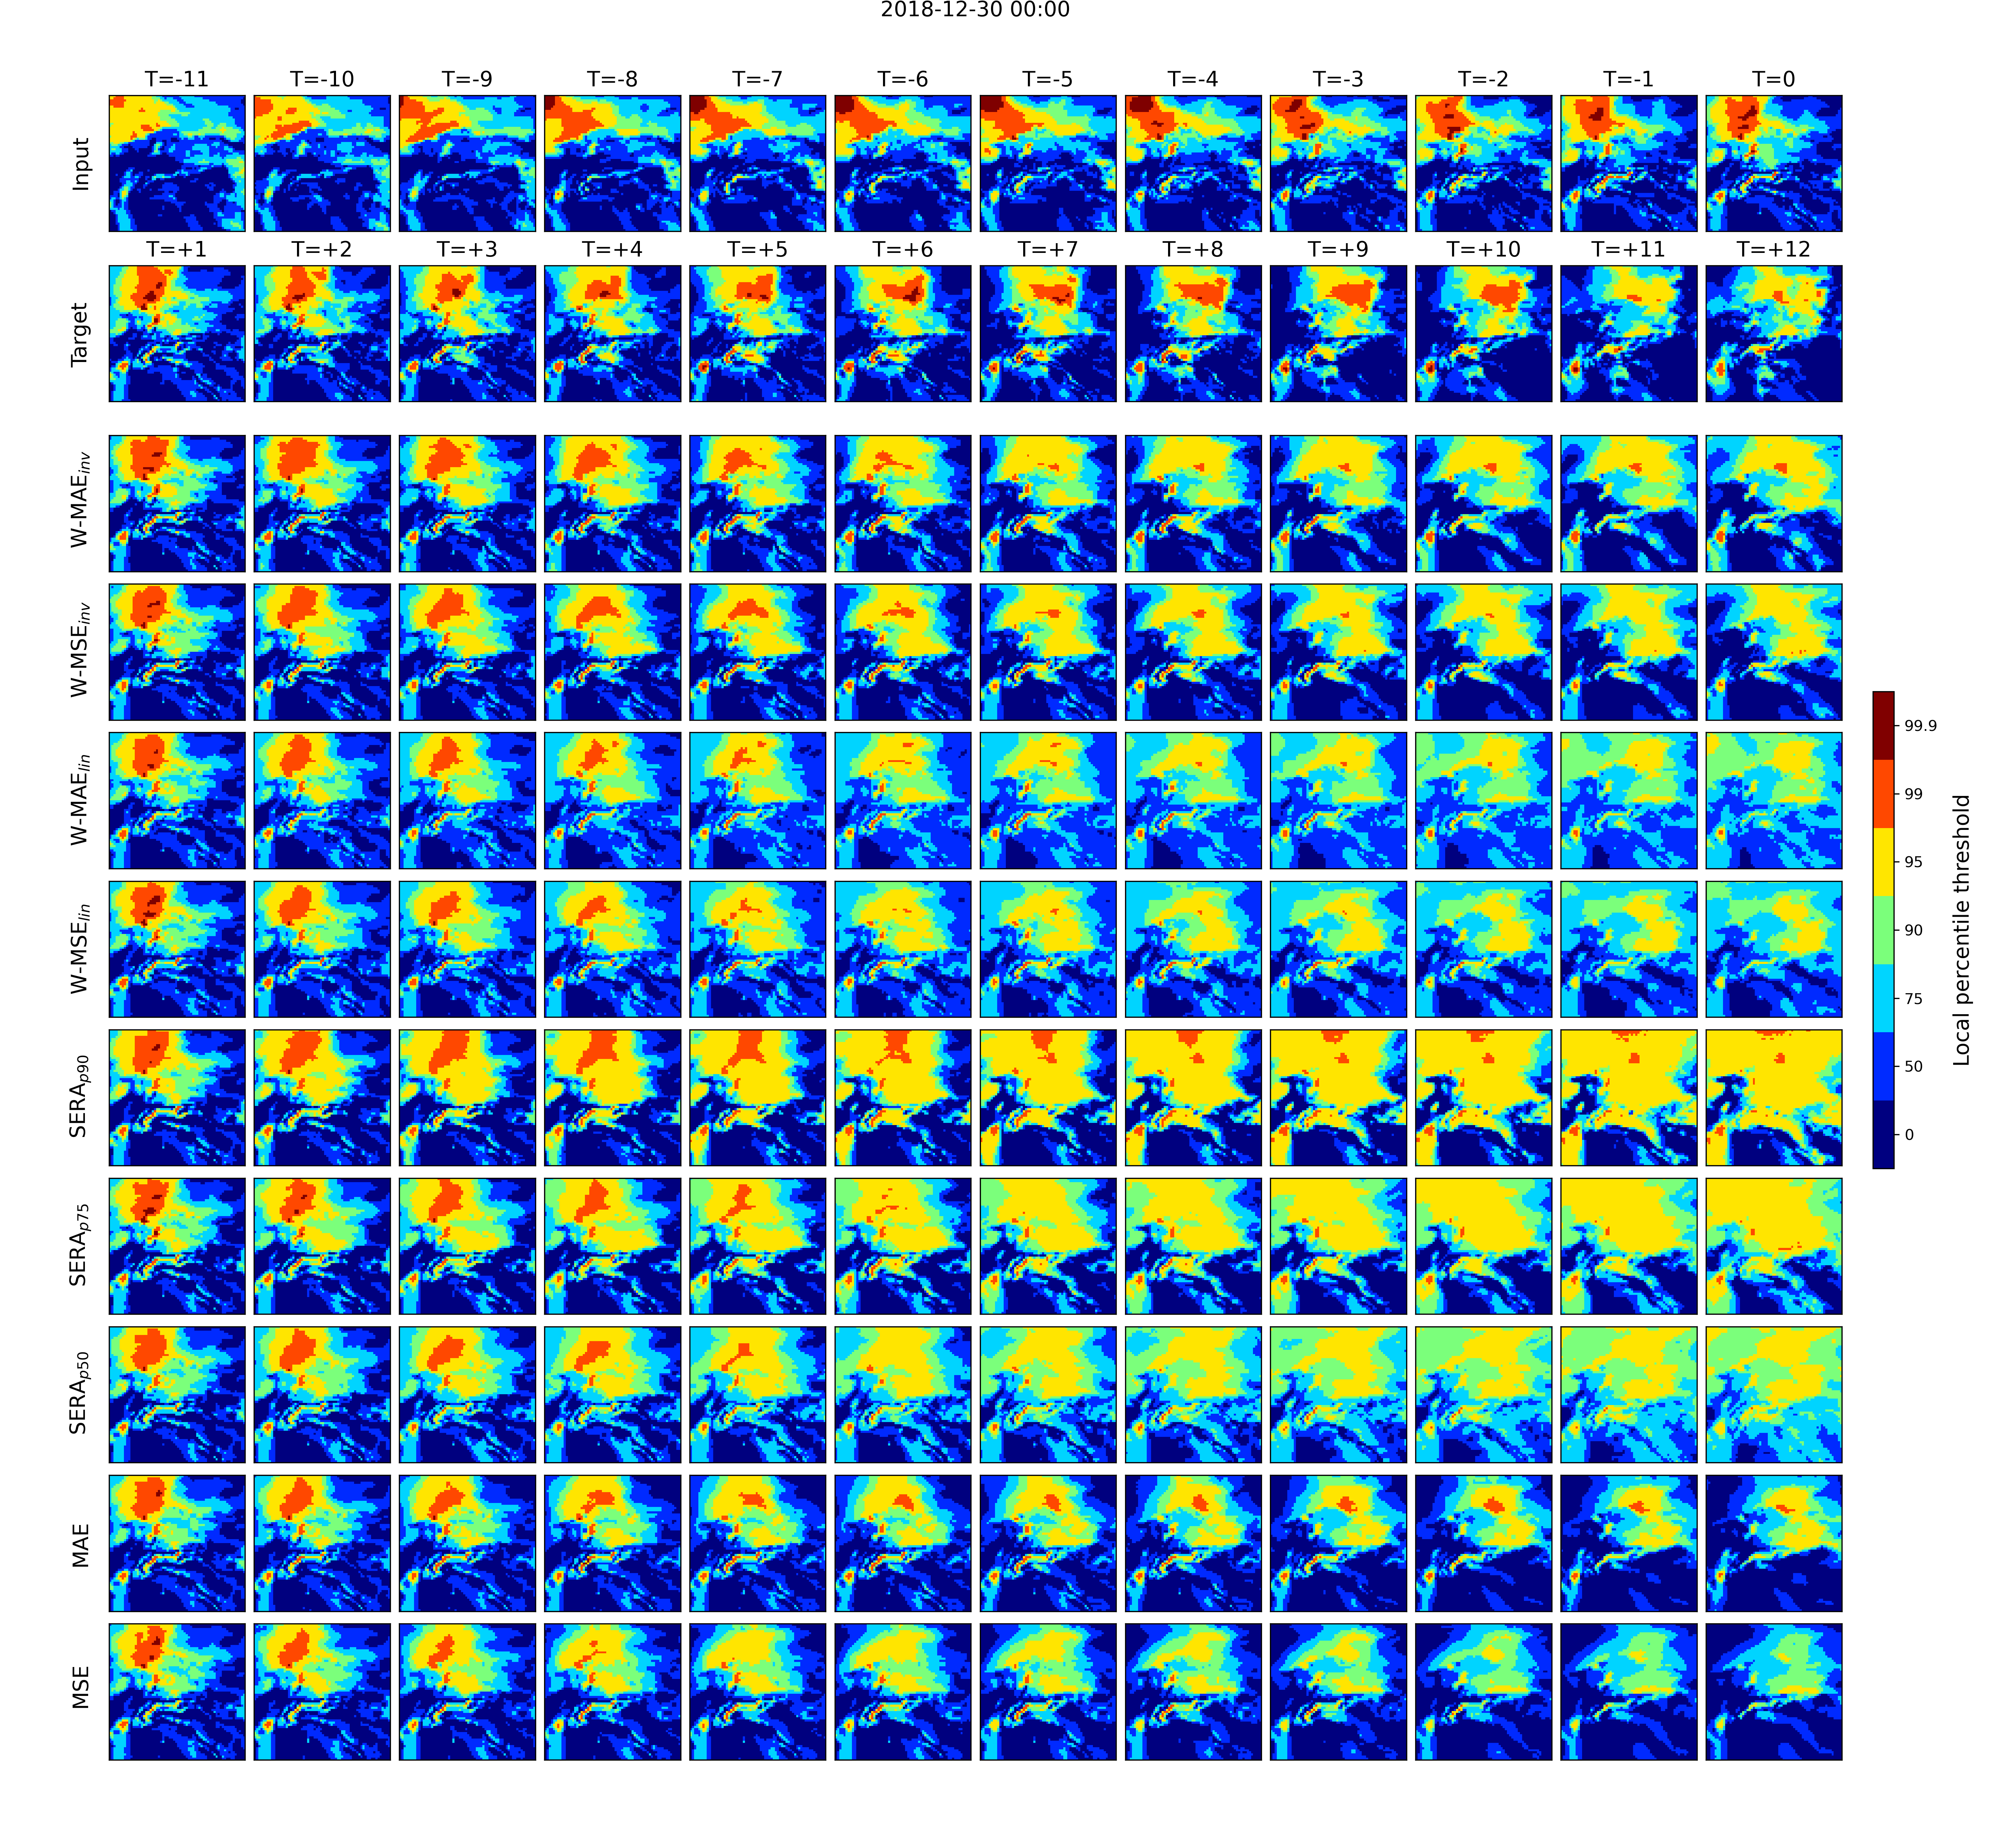 2018-12-30 00:00
T=-11 T=-10 T=-9 T=-8 T=-7 T=-6 T=-5 T=-4 T=-3 T=-2 T=-1 T=0
Input
T=+1 T=+2 T=+3 T=+4 T=+5 T=+6 T=+7 T=+8 T=+9 T=+10 T=+11 T=+12
Target
W-MAEinv
W-MSEinv
W-MAElin
W-MSElin
SERAp90
SERAp75
SERAp50
MAE
MSE
99.9
99
95
90
75
50
0
Local percentile threshold